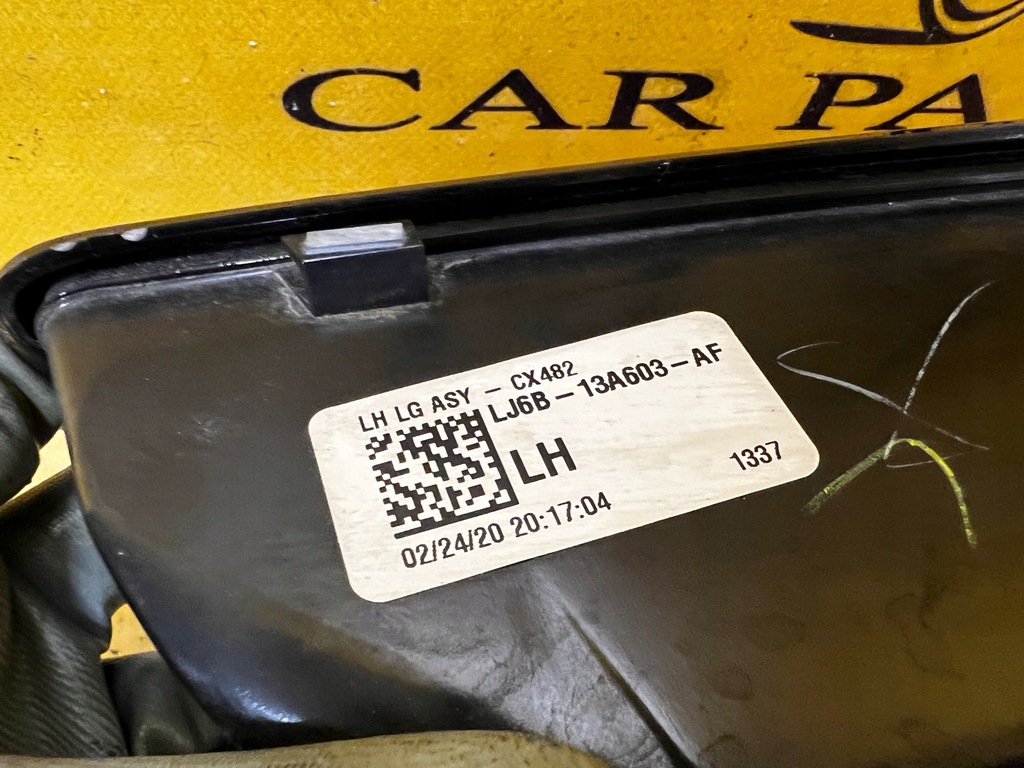 CAR PA
LH LG ASY - CX482
LJ6B - 13A603 - AF
LH
1337
02/24/20 20:17:04